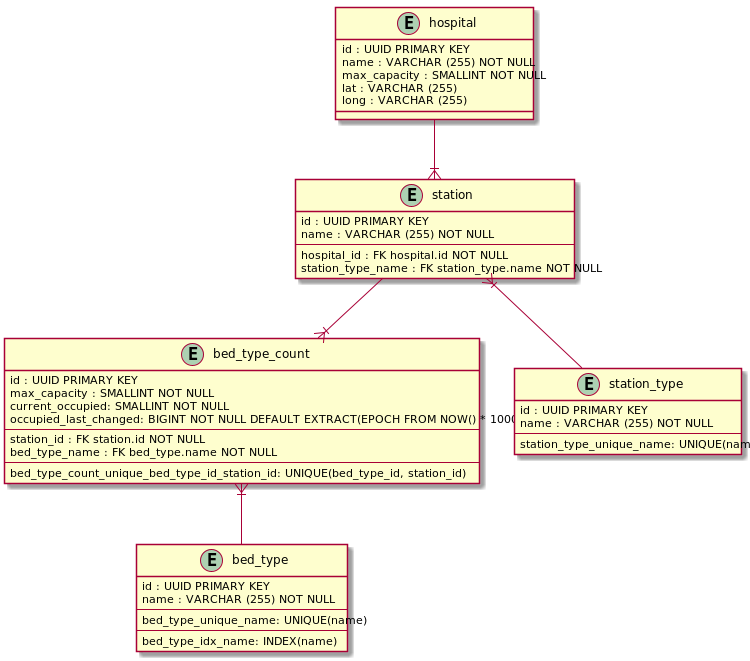 E hospital
id : UUID PRIMARY KEY
name : VARCHAR (255) NOT NULL
max_capacity : SMALLINT NOT NULL
lat : VARCHAR (255)
long : VARCHAR (255)
E station
id : UUID PRIMARY KEY
name : VARCHAR (255) NOT NULL
hospital_id : FK hospital.id NOT NULL
station_type_name : FK station_type.name NOT NULL
E bed_type_count
id : UUID PRIMARY KEY
max_capacity : SMALLINT NOT NULL
current_occupied: SMALLINT NOT NULL
occupied_last_changed: BIGINT NOT NULL DEFAULT EXTRACT(EPOCH FROM NOW() * 1000
station_id : FK station.id NOT NULL
bed_type_name : FK bed_type.name NOT NULL
bed_type_count_unique_bed_type_id_station_id: UNIQUE(bed_type_id, station_id)
E station_type
id : UUID PRIMARY KEY
name : VARCHAR (255) NOT NULL
station_type_unique_name: UNIQUE(nam
E bed_type
id : UUID PRIMARY KEY
name : VARCHAR (255) NOT NULL
bed_type_unique_name: UNIQUE(name)
bed_type_idx_name: INDEX(name)